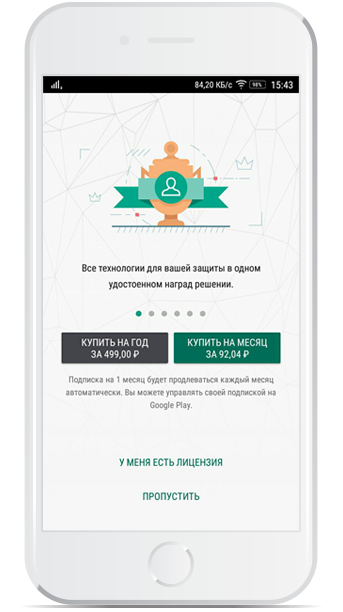 84,20 КБ/с 98% 15:43
Все технологии для вашей защиты в одном
удостоенном наград решении.
КУПИТЬ НА ГОД
ЗА 499,00 ₽
КУПИТЬ НА МЕСЯЦ
ЗА 92,04 ₽
Подписка на 1 месяц будет продлеваться каждый месяц
автоматически. Вы можете управлять своей подпиской на
Google Play.
У МЕНЯ ЕСТЬ ЛИЦЕНЗИЯ
ПРОПУСТИТЬ